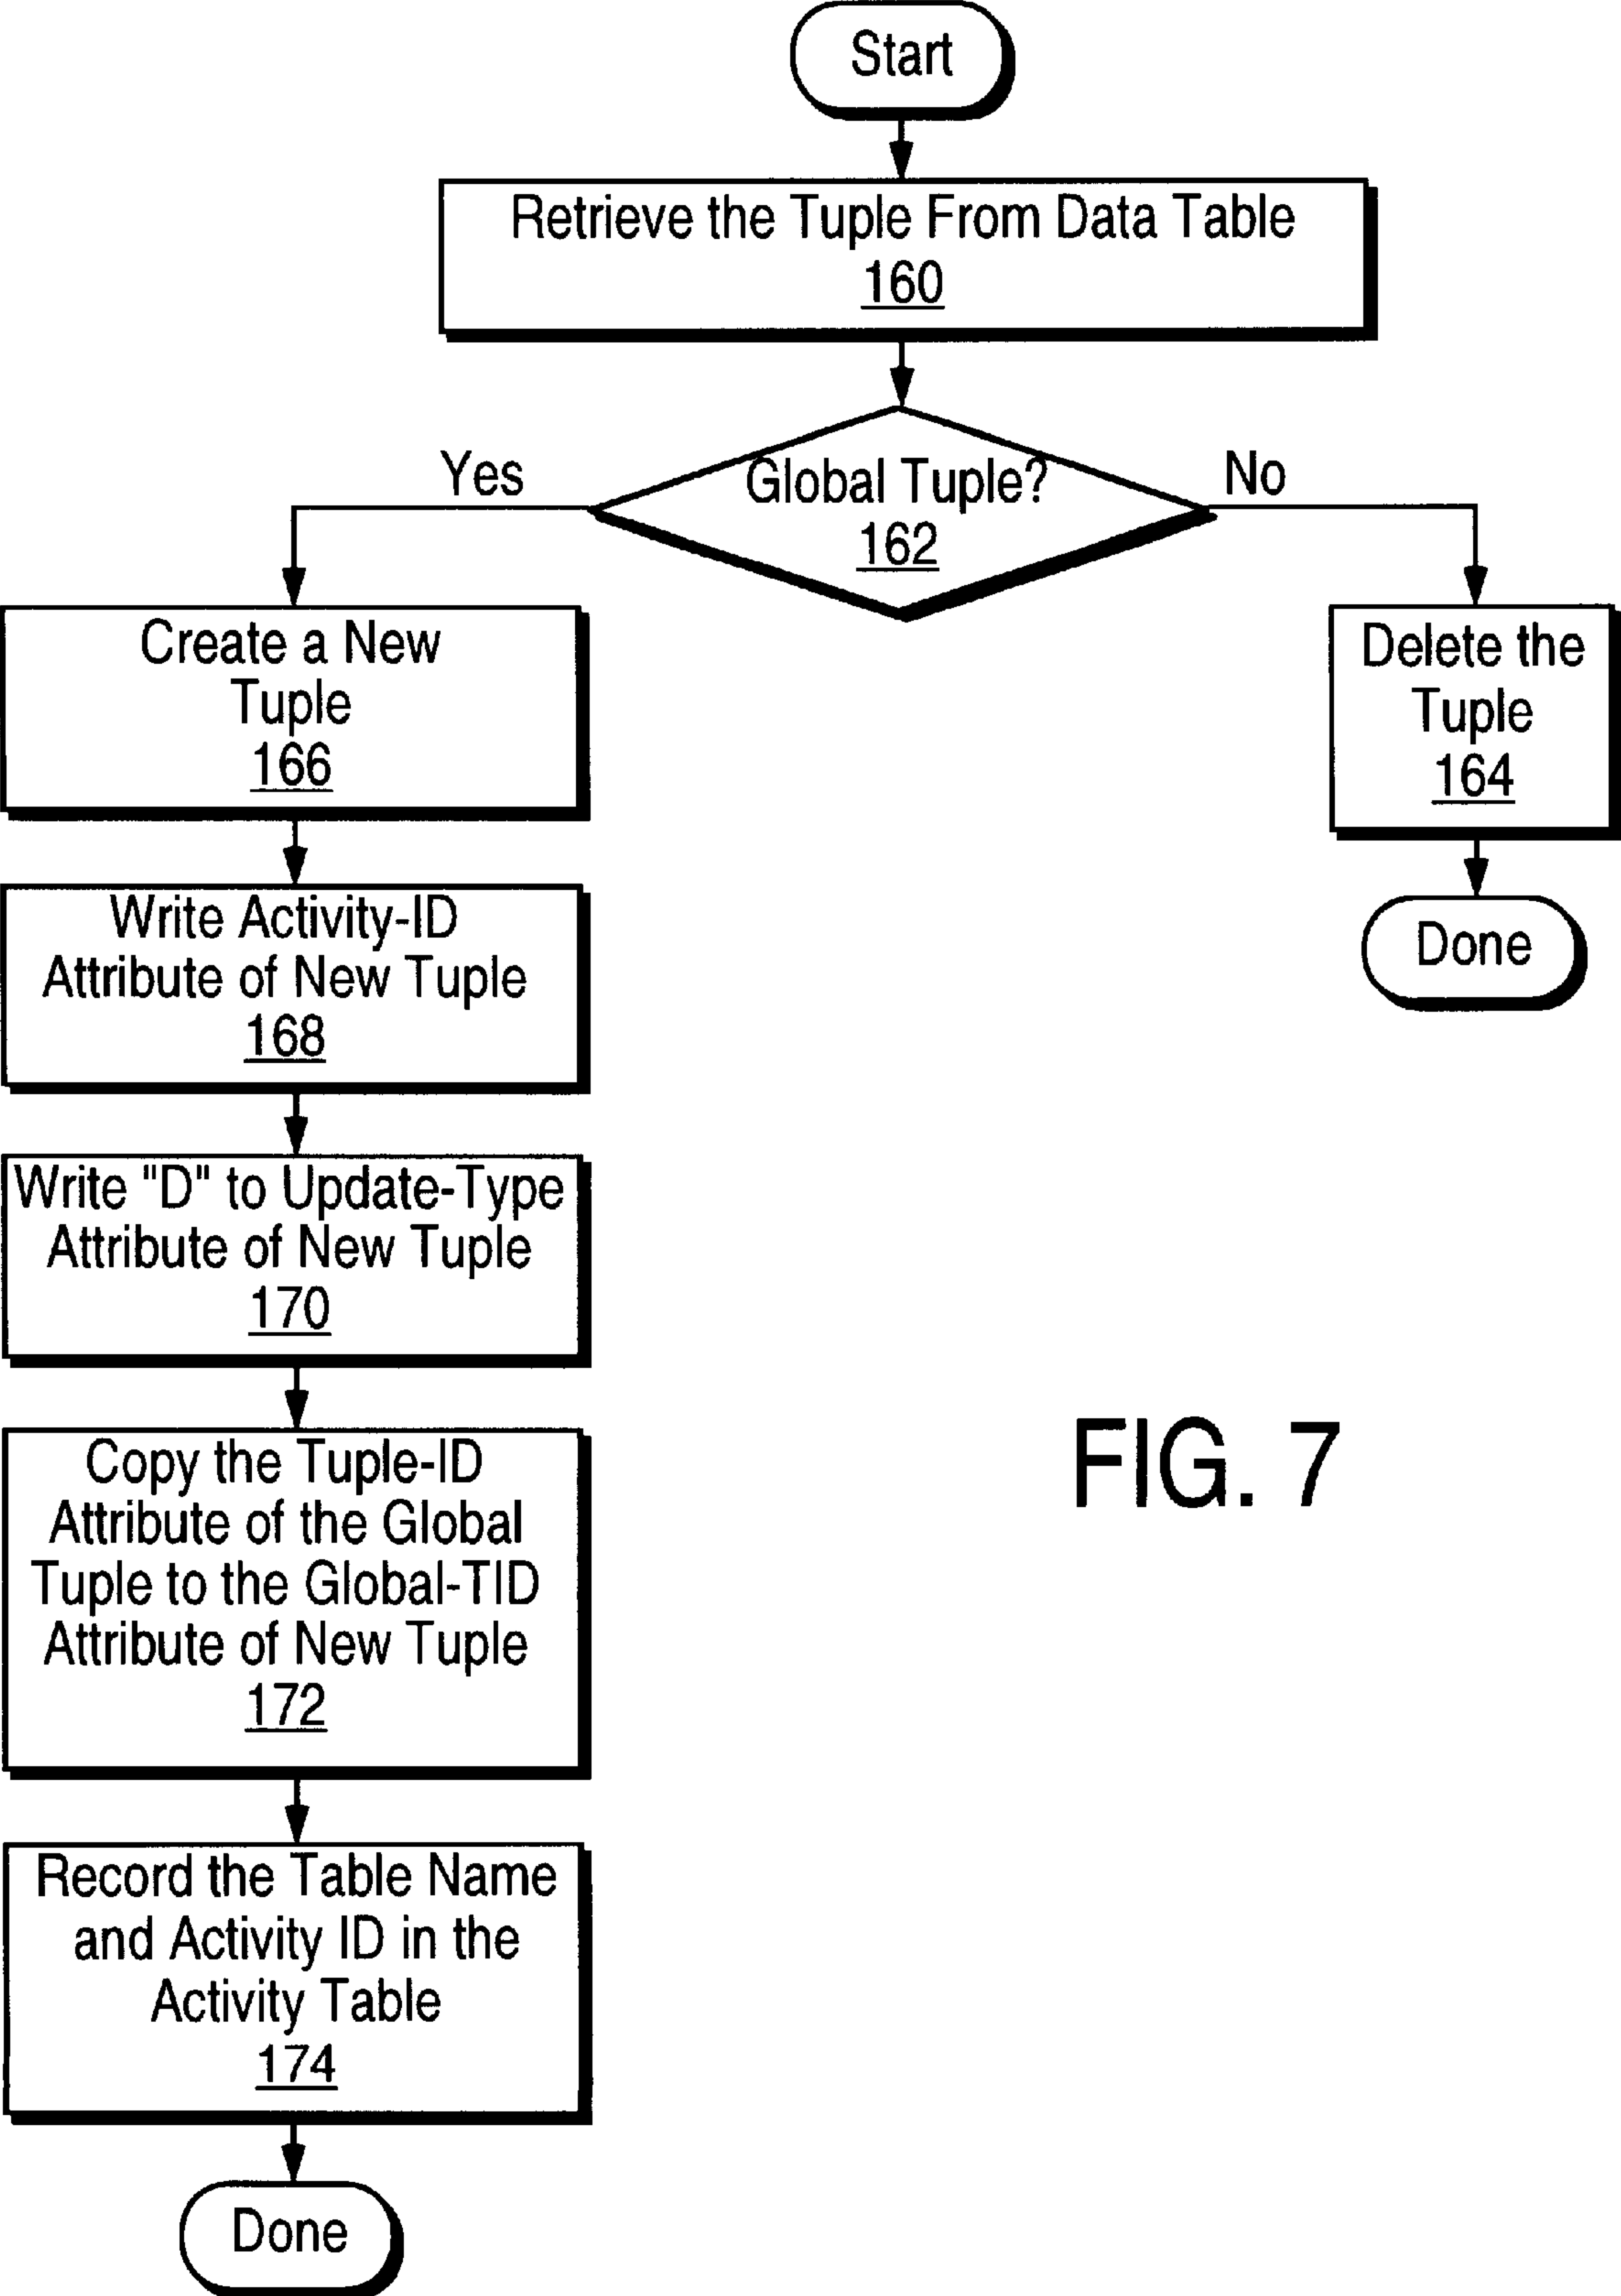 Start
Retrieve the Tuple From Data Table
160
Global Tuple?
162
Yes
No
Create a New
Tuple
166
Delete the
Tuple
164
Done
Write Activity-ID
Attribute of New Tuple
168
Write "D" to Update-Type
Attribute of New Tuple
170
Copy the Tuple-ID
Attribute of the Global
Tuple to the Global-TID
Attribute of New Tuple
172
Record the Table Name
and Activity ID in the
Activity Table
174
Done
FIG. 7